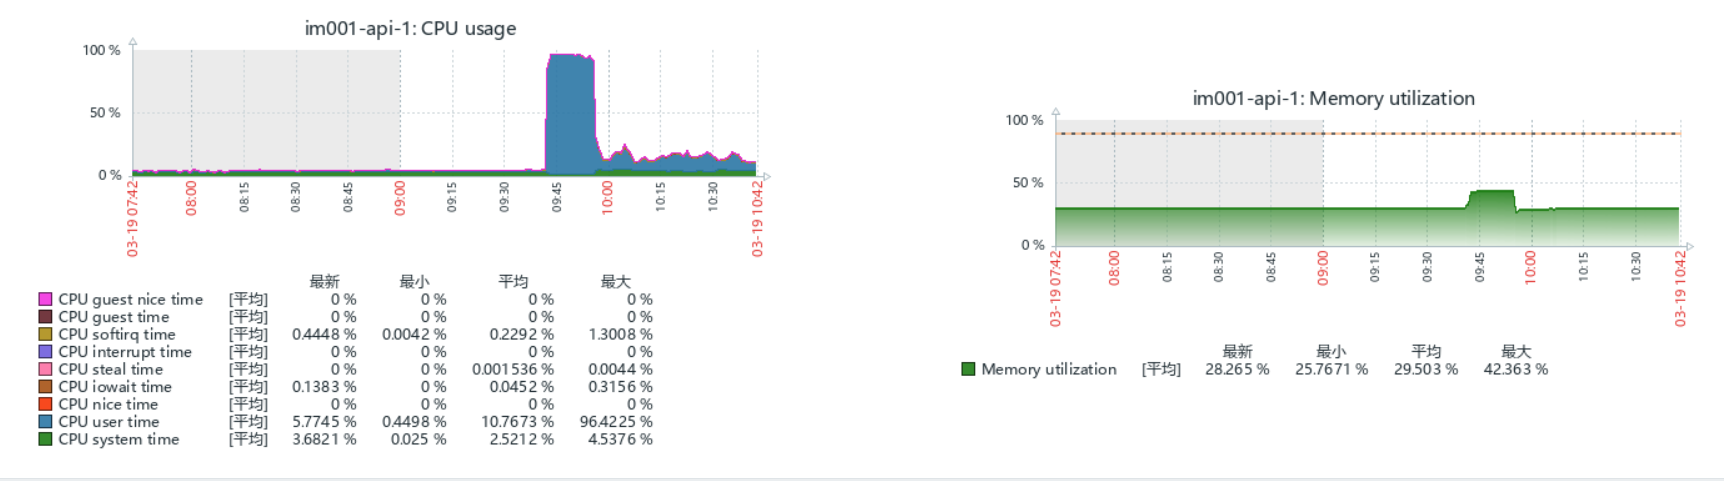 im001-api-1: CPU usage
100 %
50 %
0 %
03-19 07:42
08:00
08:15
08:30
08:45
09:00
09:15
09:30
09:45
10:00
10:15
10:30
03-19 10:42
最新 最小 平均 最大
CPU guest nice time [平均] 0 % 0 % 0 % 0 %
CPU guest time [平均] 0 % 0 % 0 % 0 %
CPU softirq time [平均] 0.4448 % 0.0042 % 0.2292 % 1.3008 %
CPU interrupt time [平均] 0 % 0 % 0 % 0 %
CPU steal time [平均] 0 % 0 % 0.001536 % 0.0044 %
CPU iowait time [平均] 0.1383 % 0 % 0.0452 % 0.3156 %
CPU nice time [平均] 0 % 0 % 0 % 0 %
CPU user time [平均] 5.7745 % 0.4498 % 10.7673 % 96.4225 %
CPU system time [平均] 3.6821 % 0.025 % 2.5212 % 4.5376 %
im001-api-1: Memory utilization
100 %
50 %
0 %
03-19 07:42
08:00
08:15
08:30
08:45
09:00
09:15
09:30
09:45
10:00
10:15
10:30
03-19 10:42
最新 最小 平均 最大
Memory utilization [平均] 28.265 % 25.7671 % 29.503 % 42.363 %